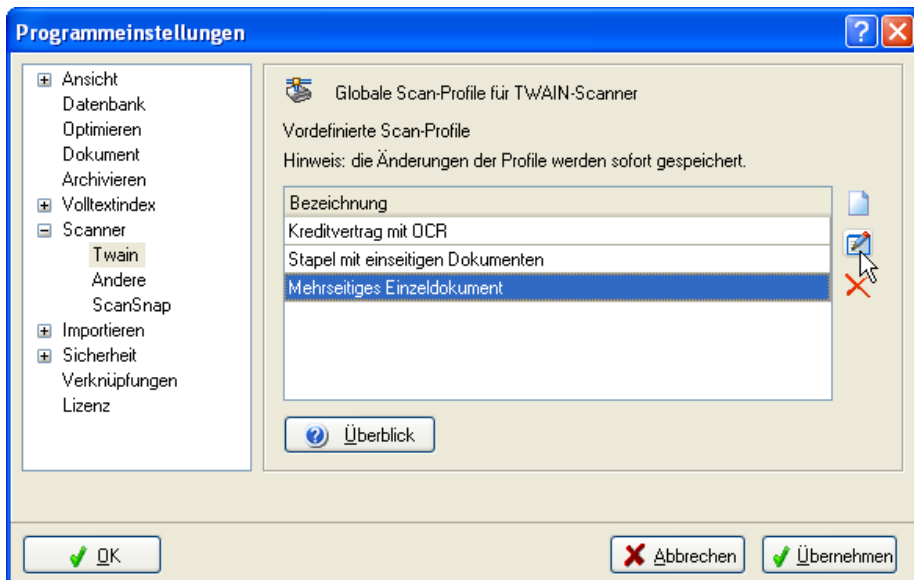 Programmeinstellungen
Ansicht
Datenbank
Optimieren
Dokument
Archivieren
Volltextindex
Scanner
Twain
Andere
ScanSnap
Importieren
Sicherheit
Verknüpfungen
Lizenz
Globale Scan-Profile für TWAIN-Scanner
Vordefinierte Scan-Profile
Hinweis: die Änderungen der Profile werden sofort gespeichert.
Bezeichnung
Kreditvertrag mit OCR
Stapel mit einseitigen Dokumenten
Mehrseitiges Einzeldokument
Überblick
OK
Abbrechen
Übernehmen